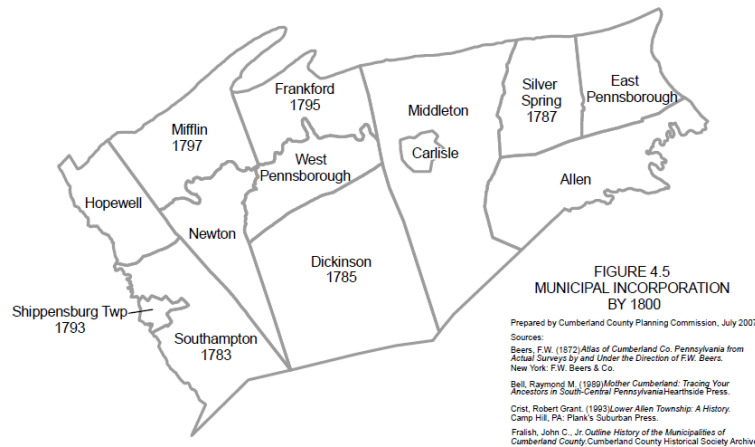 Frankford
1795
Silver
Spring
1787
East
Pennsborough
Middleton
Mifflin
1797
Carlisle
West
Pennsborough
Allen
Hopewell
Newton
Dickinson
1785
Shippensburg Twp
1793
Southampton
1783
FIGURE 4.5
MUNICIPAL INCORPORATION
BY 1800
Prepared by Cumberland County Planning Commission, July 2007
Sources:
Beers, F.W. (1872) Atlas of Cumberland Co. Pennsylvania from
Actual Surveys by and Under the Direction of F.W. Beers.
New York: F.W. Beers & Co.
Bell, Raymond M. (1989) Mother Cumberland: Tracing Your
Ancestors in South-Central Pennsylvania Hearthside Press.
Crist, Robert Grant. (1993) Lower Allen Township: A History.
Camp Hill, PA: Plank's Suburban Press.
Fralish, John C., Jr. Outline History of the Municipalities of
Cumberland County. Cumberland County Historical Society Archive